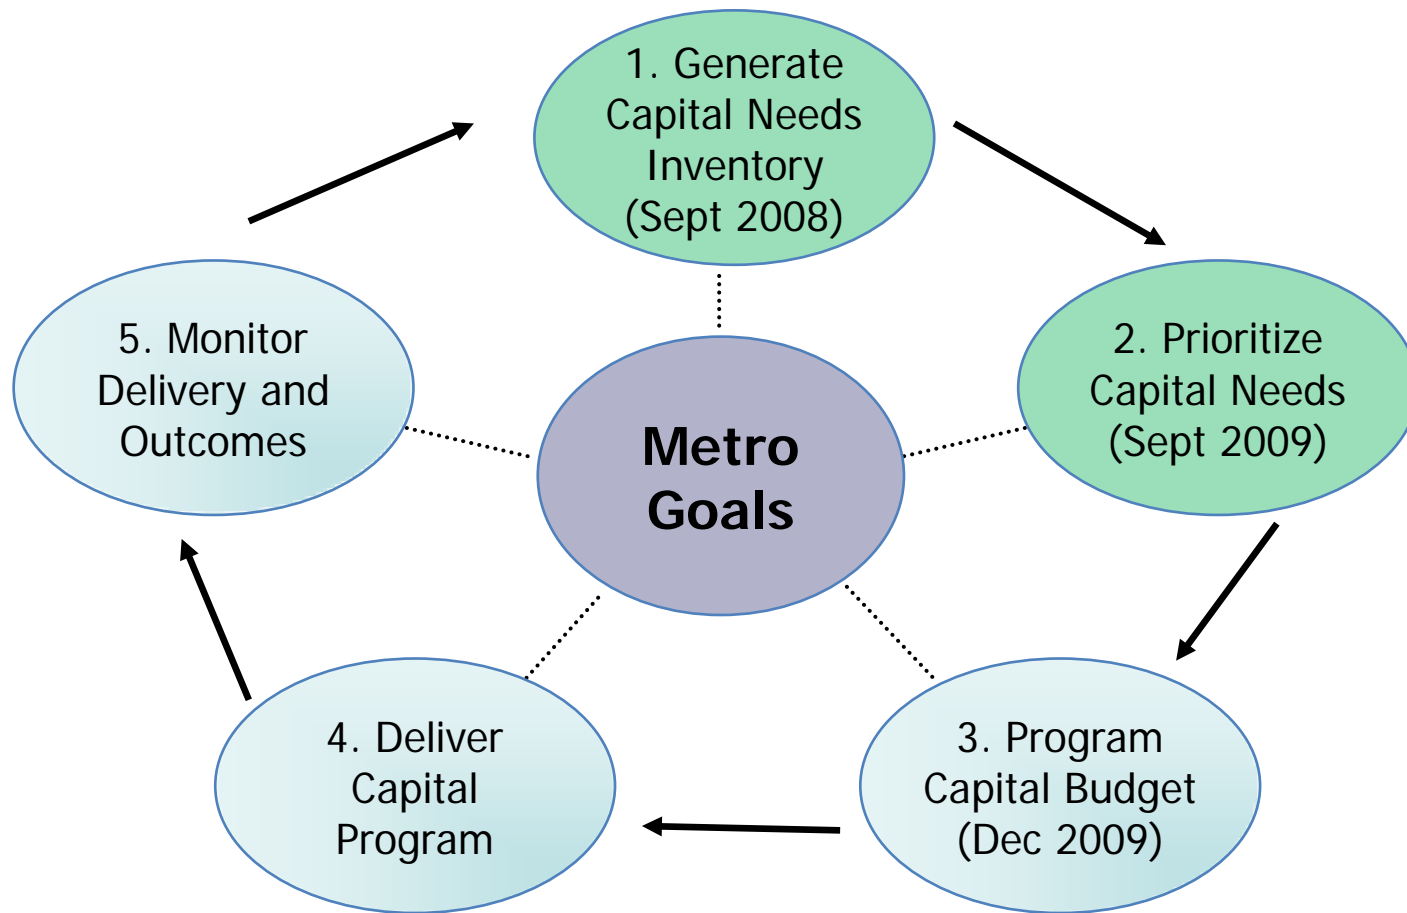 1. Generate
Capital Needs
Inventory
(Sept 2008)
2. Prioritize
Capital Needs
(Sept 2009)
3. Program
Capital Budget
(Dec 2009)
4. Deliver
Capital
Program
5. Monitor
Delivery and
Outcomes
Metro
Goals